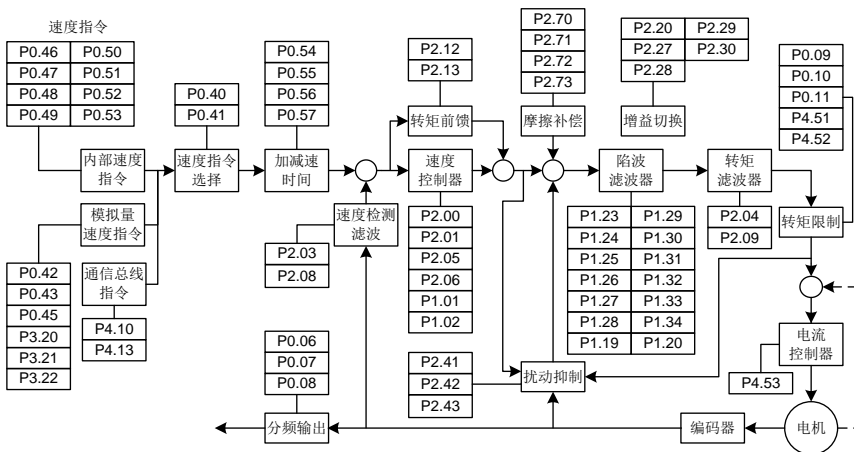 速度指令
P0.46 P0.50
P0.47 P0.51
P0.48 P0.52
P0.49 P0.53
内部速度
指令
模拟量
速度指令
P0.42
P0.43
P0.45
P3.20
P3.21
P3.22
通信总线
指令
P4.10
P4.13
P0.40
P0.41
速度指令
选择
P0.54
P0.55
P0.56
P0.57
加减速
时间
P2.03
P2.08
速度检测
滤波
P0.06
P0.07
P0.08
分频输出
P2.12
P2.13
转矩前馈
速度
控制器
P2.00
P2.01
P2.05
P2.06
P1.01
P1.02
P2.41
P2.42
P2.43
扰动抑制
P2.70
P2.71
P2.72
P2.73
摩擦补偿
P2.20 P2.29
P2.27 P2.30
P2.28
增益切换
陷波
滤波器
P1.23 P1.29
P1.24 P1.30
P1.25 P1.31
P1.26 P1.32
P1.27 P1.33
P1.28 P1.34
P1.19 P1.20
转矩
滤波器
P2.04
P2.09
P0.09
P0.10
P0.11
P4.51
P4.52
转矩限制
电流
控制器
P4.53
编码器
电机